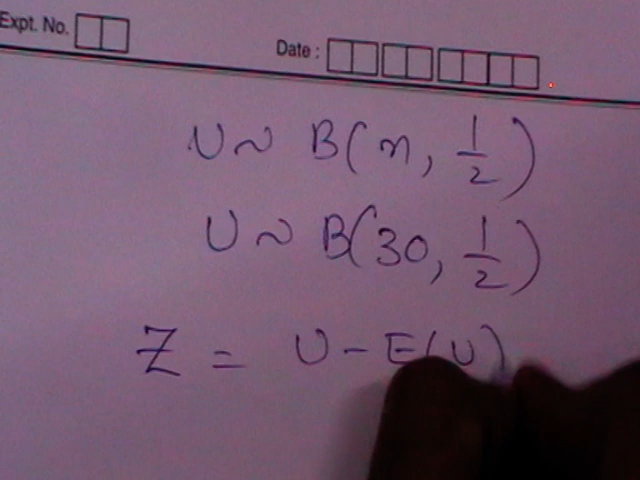 Expt. No.
Date :
U ~ B(n, 1/2)
U ~ B(30, 1/2)
Z = U - E(U)